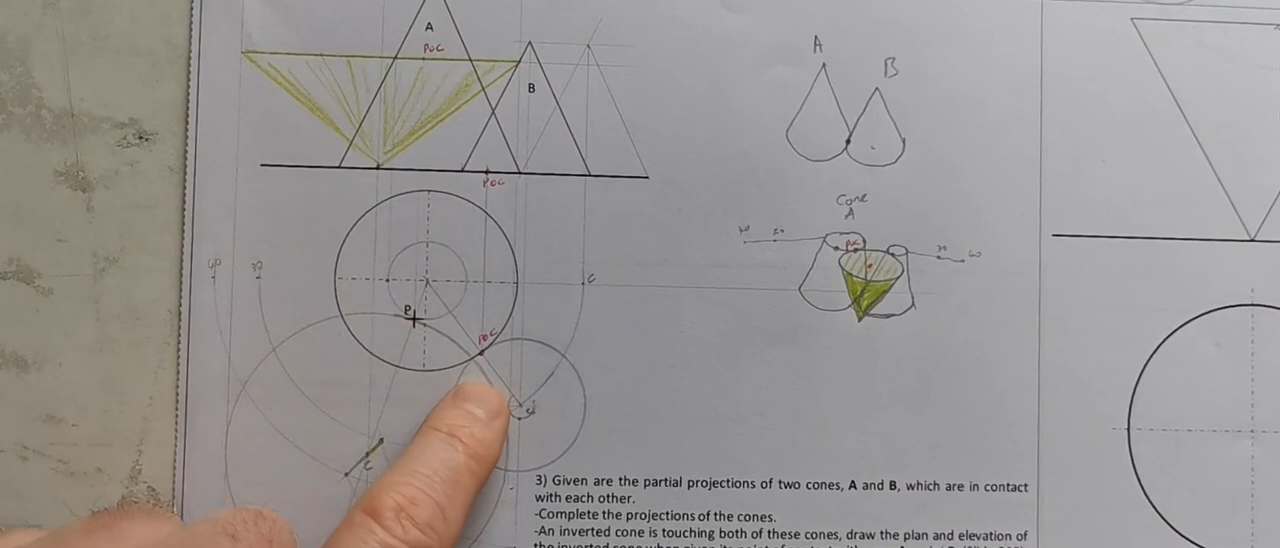 A
POC
B
POC
P
POC
C
c
A
B
Cone
A
POC
30
60
3) Given are the partial projections of two cones, A and B, which are in contact
with each other.
-Complete the projections of the cones.
-An inverted cone is touching both of these cones, draw the plan and elevation of